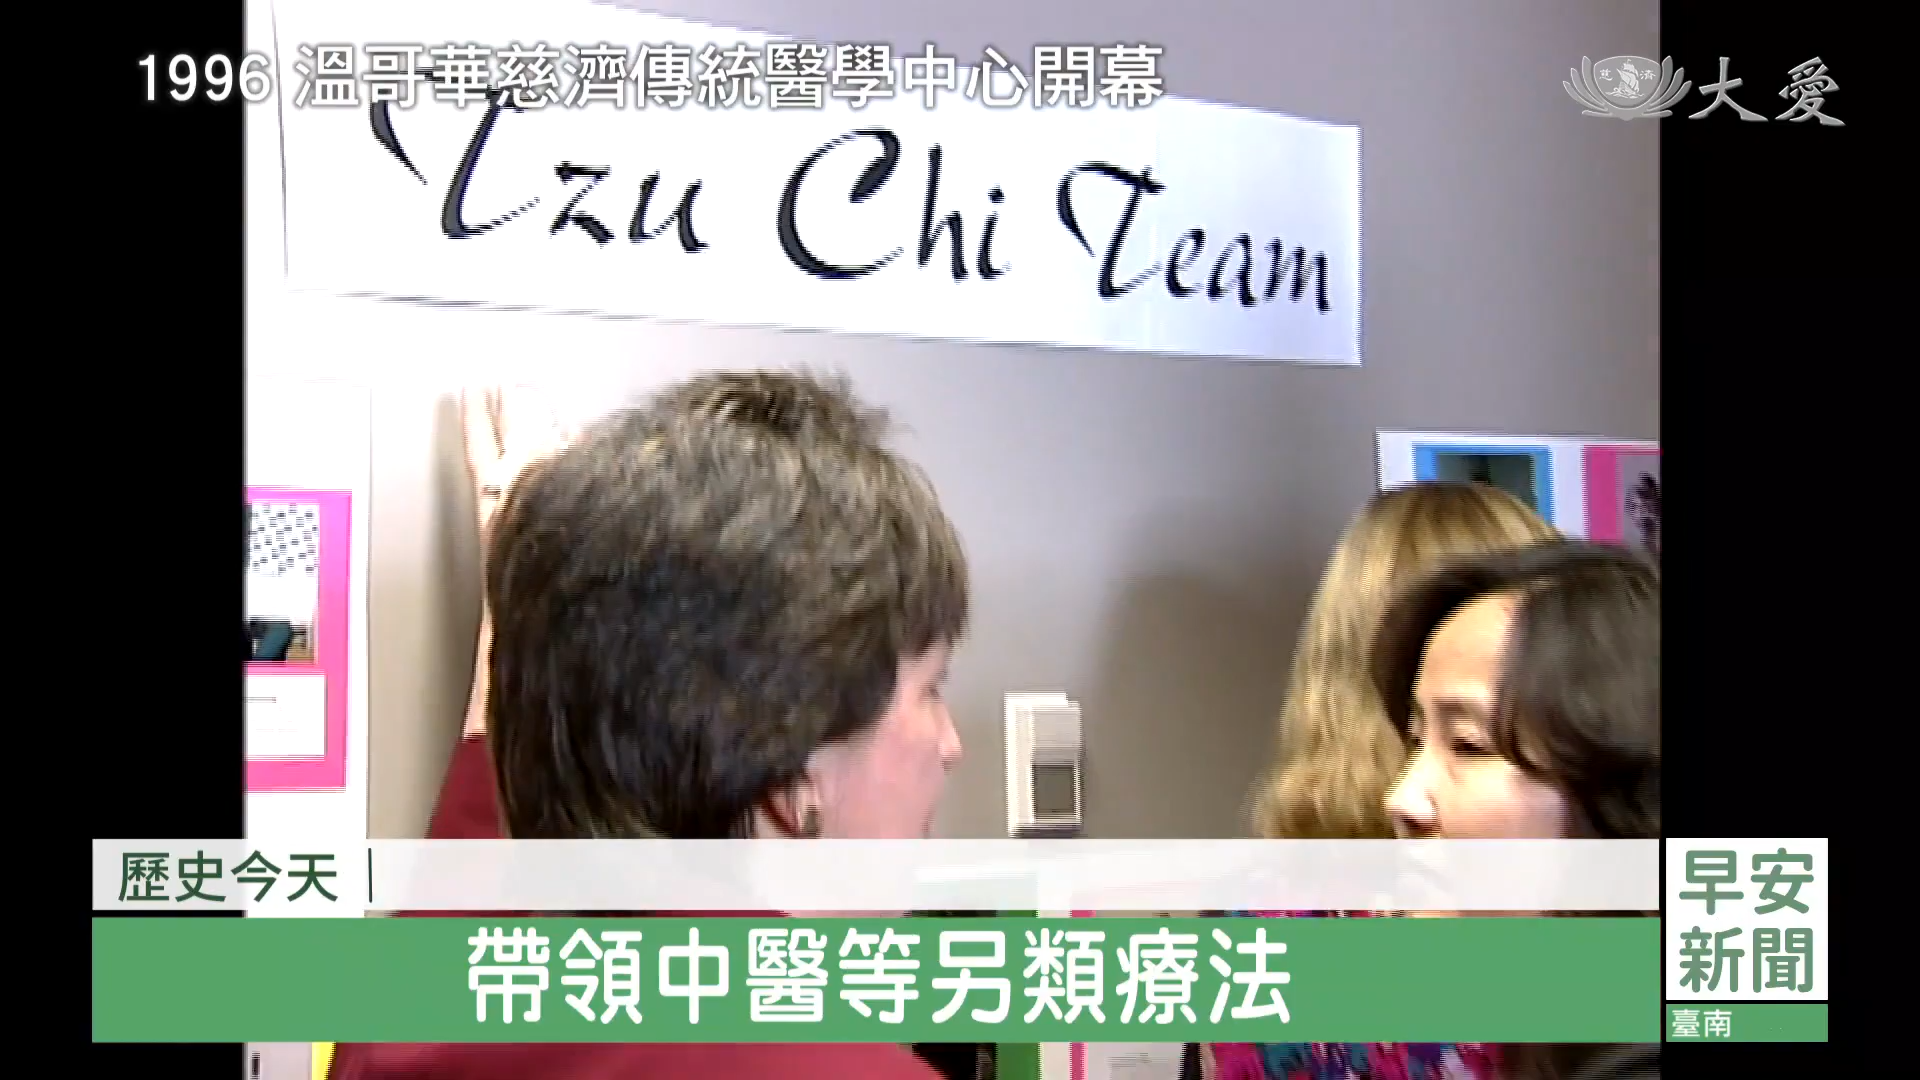 1996 溫哥華慈濟傳統醫學中心開幕
慈濟
大愛
Tzu Chi Team
歷史今天
帶領中醫等另類療法
早安
新聞
臺南